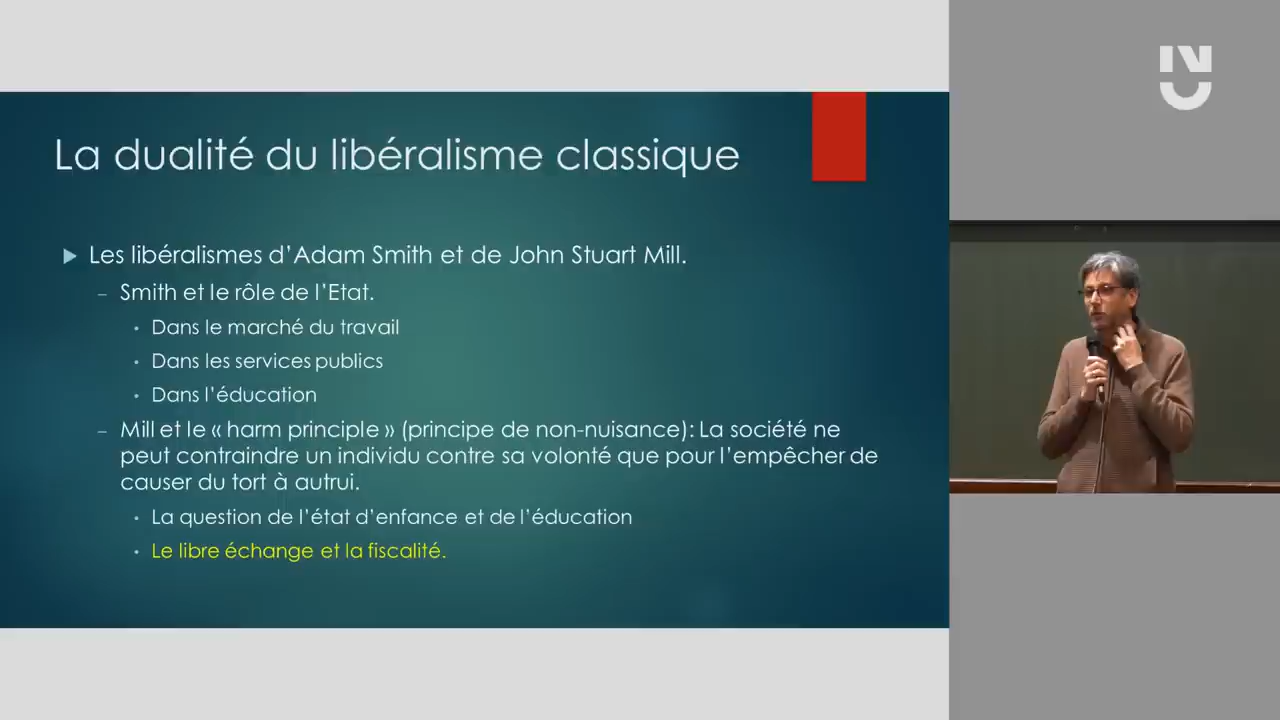 La dualité du libéralisme classique
Les libéralismes d'Adam Smith et de John Stuart Mill.
– Smith et le rôle de l'Etat.
• Dans le marché du travail
• Dans les services publics
• Dans l'éducation
– Mill et le « harm principle » (principe de non-nuisance): La société ne
peut contraindre un individu contre sa volonté que pour l'empêcher de
causer du tort à autrui.
• La question de l'état d'enfance et de l'éducation
• Le libre échange et la fiscalité.